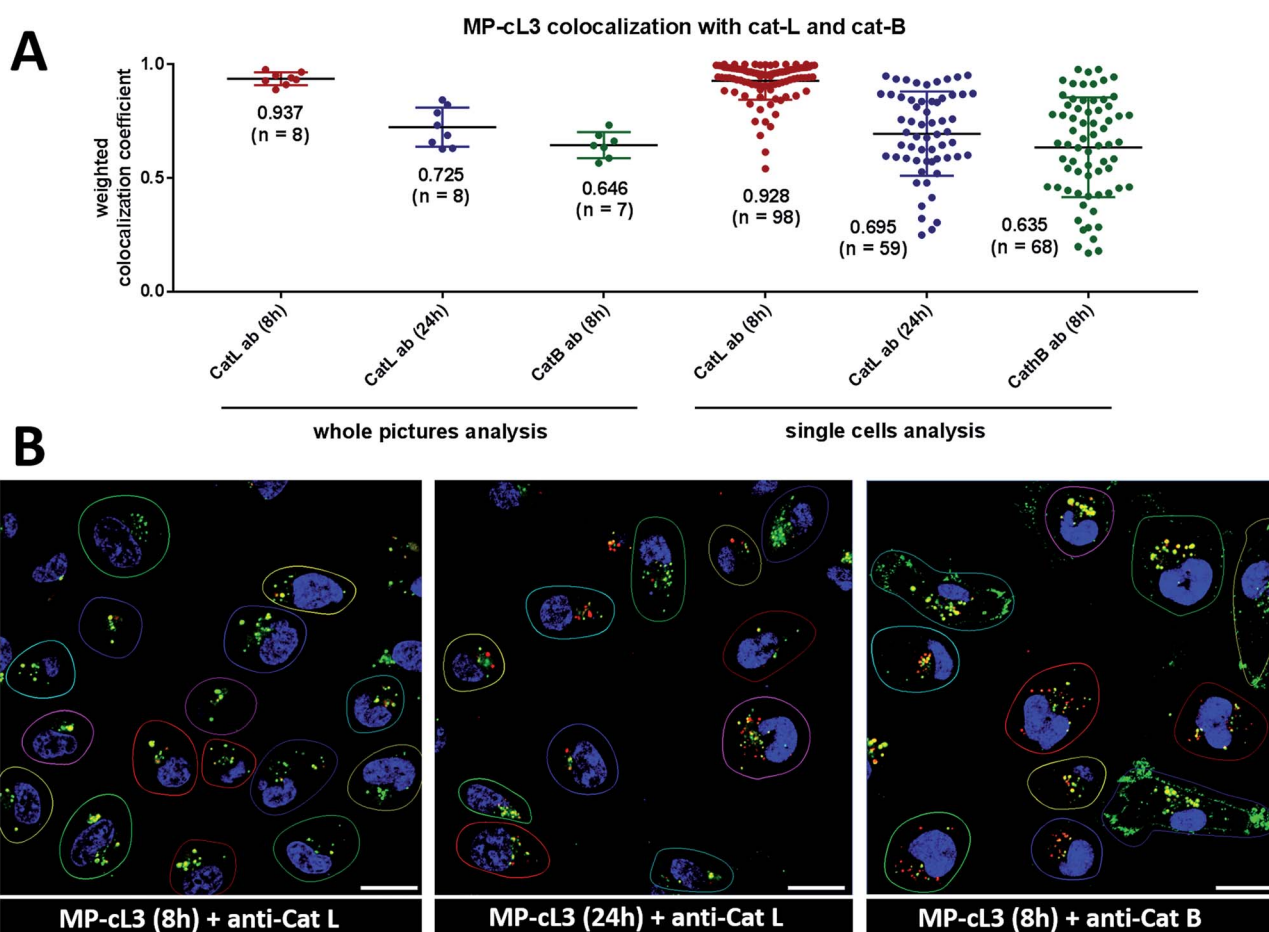 A
MP-cL3 colocalization with cat-L and cat-B
weighted
colocalization coefficient
1.0
0.5
0.0
0.937
(n = 8)
0.725
(n = 8)
0.646
(n = 7)
0.928
(n = 98)
0.695
(n = 59)
0.635
(n = 68)
CatL ab (8h)
CatL ab (24h)
CatB ab (8h)
CatL ab (8h)
CatL ab (24h)
CathB ab (8h)
whole pictures analysis
single cells analysis
B
MP-cL3 (8h) + anti-Cat L
MP-cL3 (24h) + anti-Cat L
MP-cL3 (8h) + anti-Cat B